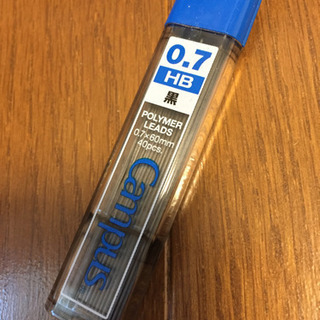 0.7
HB
黒
POLYMER
LEADS
0.7×60mm
40pcs.
Campus